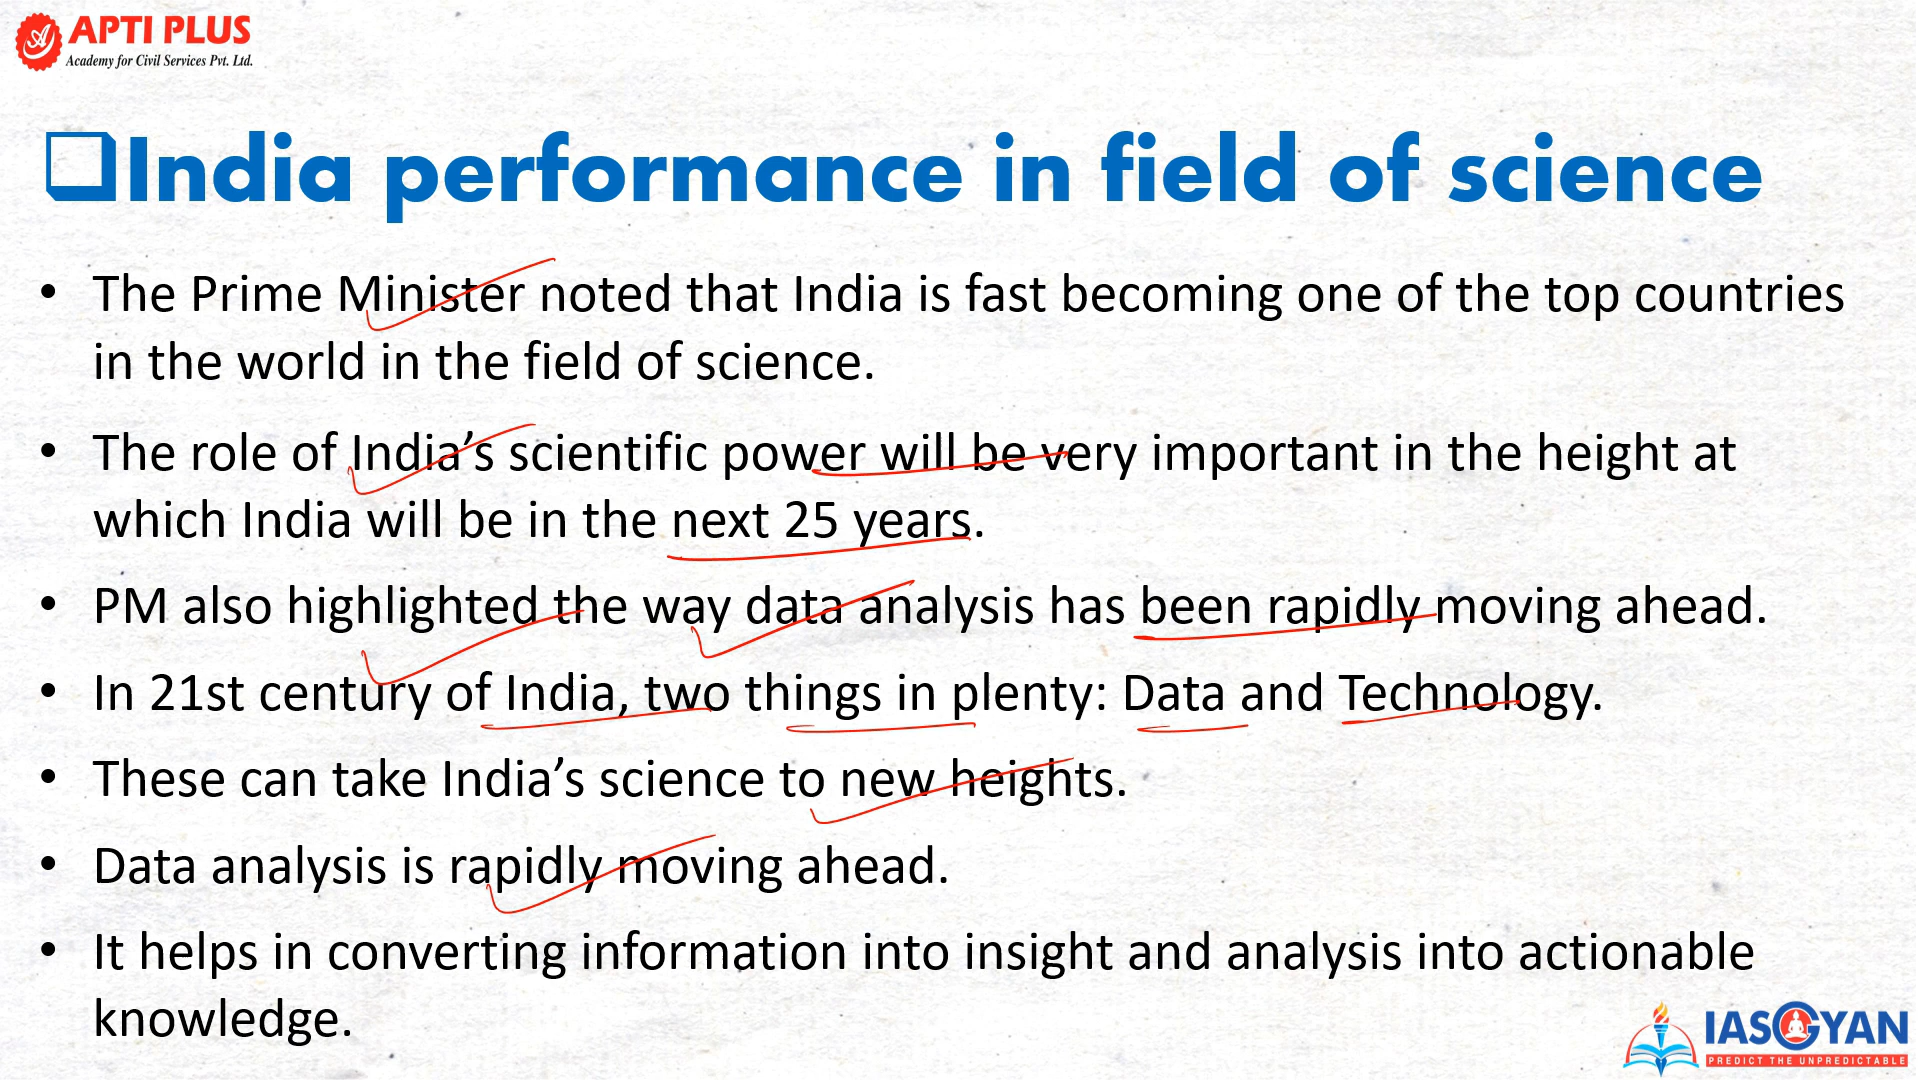 APTI PLUS
Academy for Civil Services Pvt. Ltd.
❑India performance in field of science
• The Prime Minister noted that India is fast becoming one of the top countries
in the world in the field of science.
• The role of India’s scientific power will be very important in the height at
which India will be in the next 25 years.
• PM also highlighted the way data analysis has been rapidly moving ahead.
• In 21st century of India, two things in plenty: Data and Technology.
• These can take India’s science to new heights.
• Data analysis is rapidly moving ahead.
• It helps in converting information into insight and analysis into actionable
knowledge.
IASGYAN
PREDICT THE UNPREDICTABLE